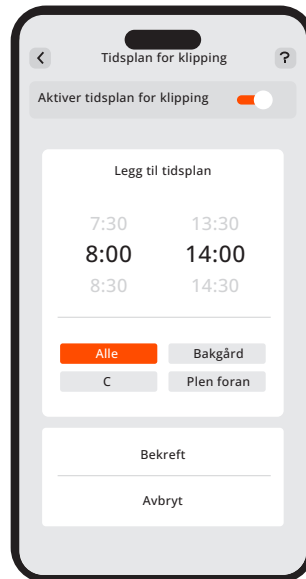 Tidsplan for klipping ?
Aktiver tidsplan for klipping
Legg til tidsplan
7:30 13:30
8:00 14:00
8:30 14:30
Alle Bakgård
C Plen foran
Bekreft
Avbryt